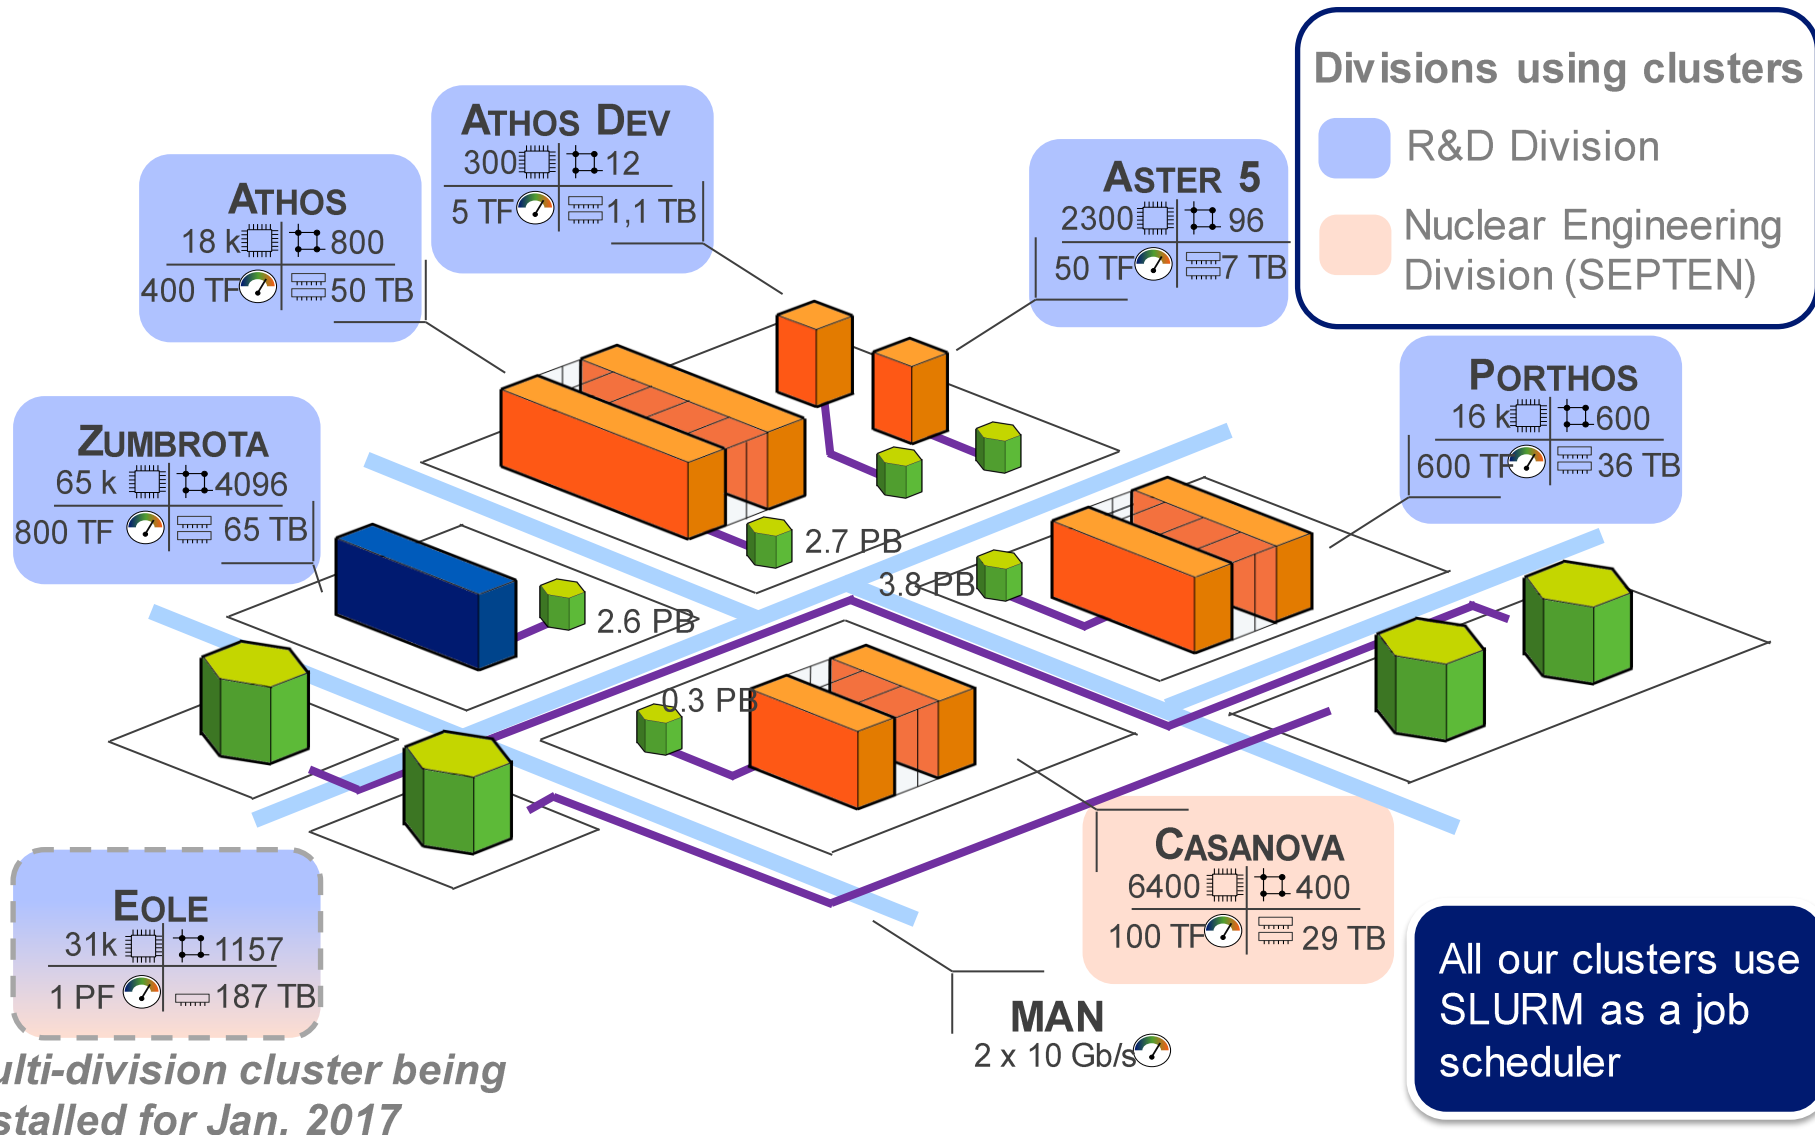 Divisions using clusters
R&D Division
Nuclear Engineering
Division (SEPTEN)
ATHOS DEV
300 12
5 TF 1,1 TB
ATHOS
18 k 800
400 TF 50 TB
ASTER 5
2300 96
50 TF 7 TB
PORTHOS
16 k 600
600 TF 36 TB
ZUMBROTA
65 k 4096
800 TF 65 TB
2.7 PB
3.8 PB
2.6 PB
0.3 PB
CASANOVA
6400 400
100 TF 29 TB
EOLE
31k 1157
1 PF 187 TB
cluster being
for Jan. 2017
MAN
2 x 10 Gb/s
All our clusters use
SLURM as a job
scheduler